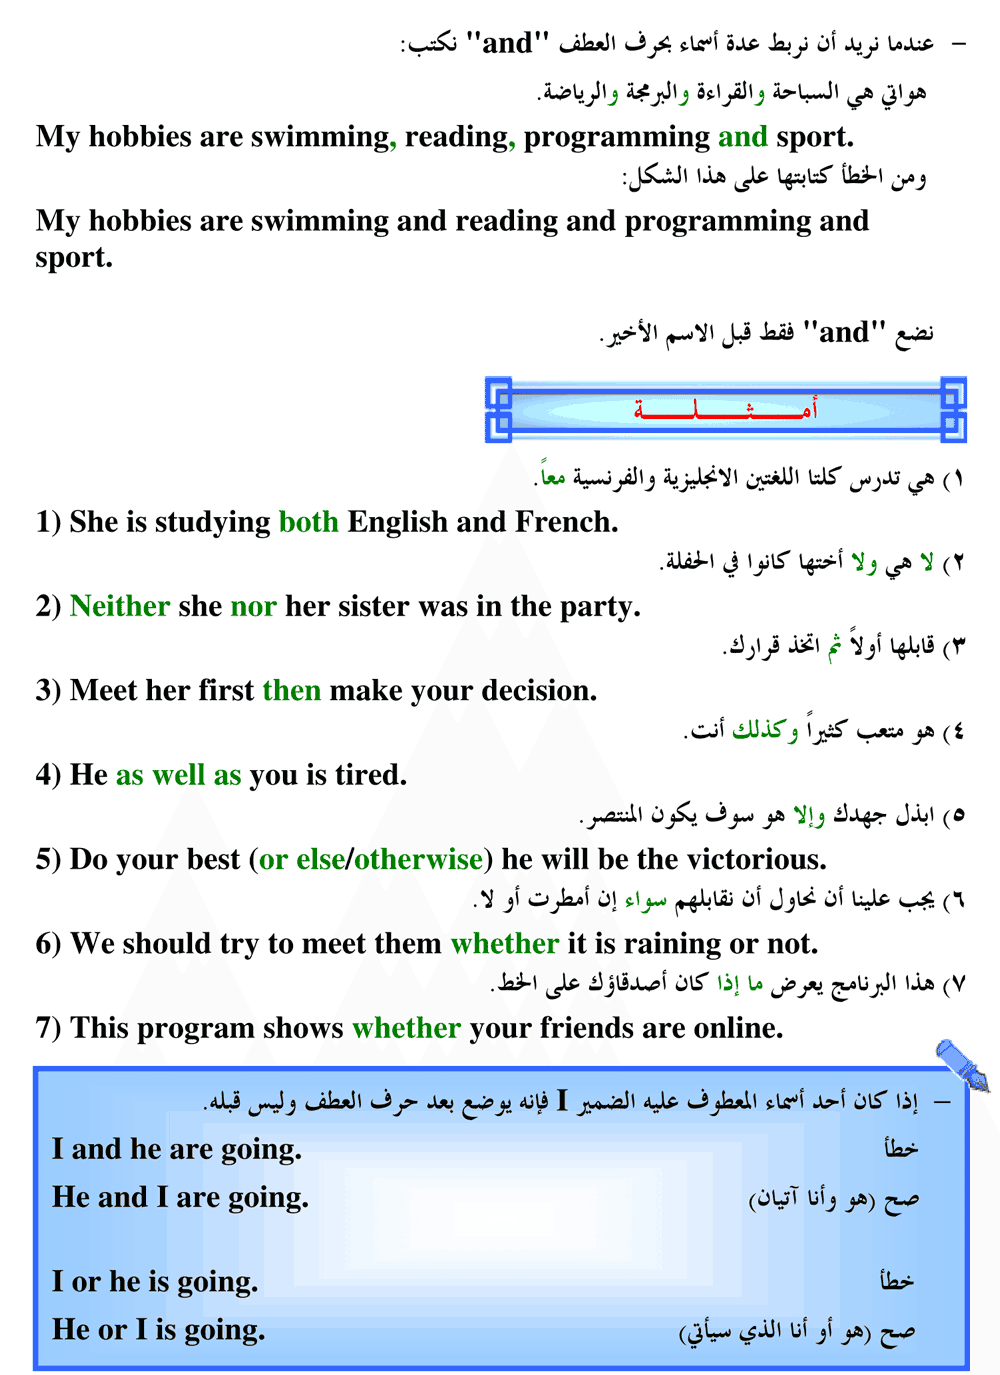 – عندما نريد أن نربط عدة أسماء بحرف العطف "and" نكتب:
هواتي هي السباحة والقراءة والبرمجة والرياضة.
My hobbies are swimming, reading, programming and sport.
ومن الخطأ كتابتها على هذا الشكل:
My hobbies are swimming and reading and programming and
sport.
نضع "and" فقط قبل الاسم الأخير.
أمـــثـــلـــة
١) هي تدرس كلتا اللغتين الانجليزية والفرنسية معاً.
1) She is studying both English and French.
٢) لا هي ولا أختها كانوا في الحفلة.
2) Neither she nor her sister was in the party.
٣) قابلها أولاً ثم اتخذ قرارك.
3) Meet her first then make your decision.
٤) هو متعب كثيراً وكذلك أنت.
4) He as well as you is tired.
٥) ابذل جهدك وإلا هو سوف يكون المنتصر.
5) Do your best (or else/otherwise) he will be the victorious.
٦) يجب علينا أن نحاول أن نقابلهم سواء إن أمطرت أو لا.
6) We should try to meet them whether it is raining or not.
٧) هذا البرنامج يعرض ما إذا كان أصدقاؤك على الخط.
7) This program shows whether your friends are online.
– إذا كان أحد أسماء المعطوف عليه الضمير I فإنه يوضع بعد حرف العطف وليس قبله.
I and he are going. خطأ
He and I are going. صح (هو وأنا آتيان)
I or he is going. خطأ
He or I is going. صح (هو أو أنا الذي سيأتي)